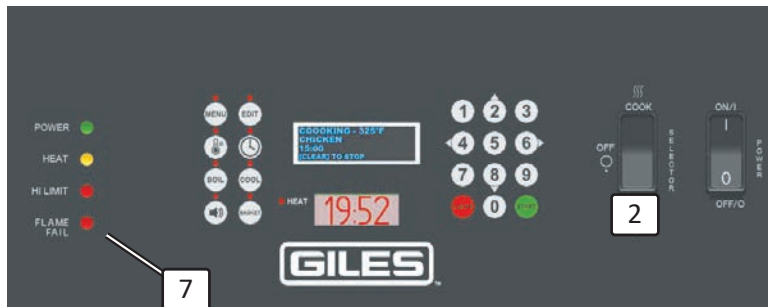 POWER
HEAT
HI LIMIT
FLAME
FAIL
7
MENU EDIT
BOIL COOL
BASKET
COOOKING - 325°F
CHICKEN
15:00
[CLEAR] TO STOP
HEAT 19:52
GILES
1 2 3
4 5 6
7 8 9
0 START
COOK
OFF
SELECTOR
2
ON/I
I
0
OFF/O
POWER